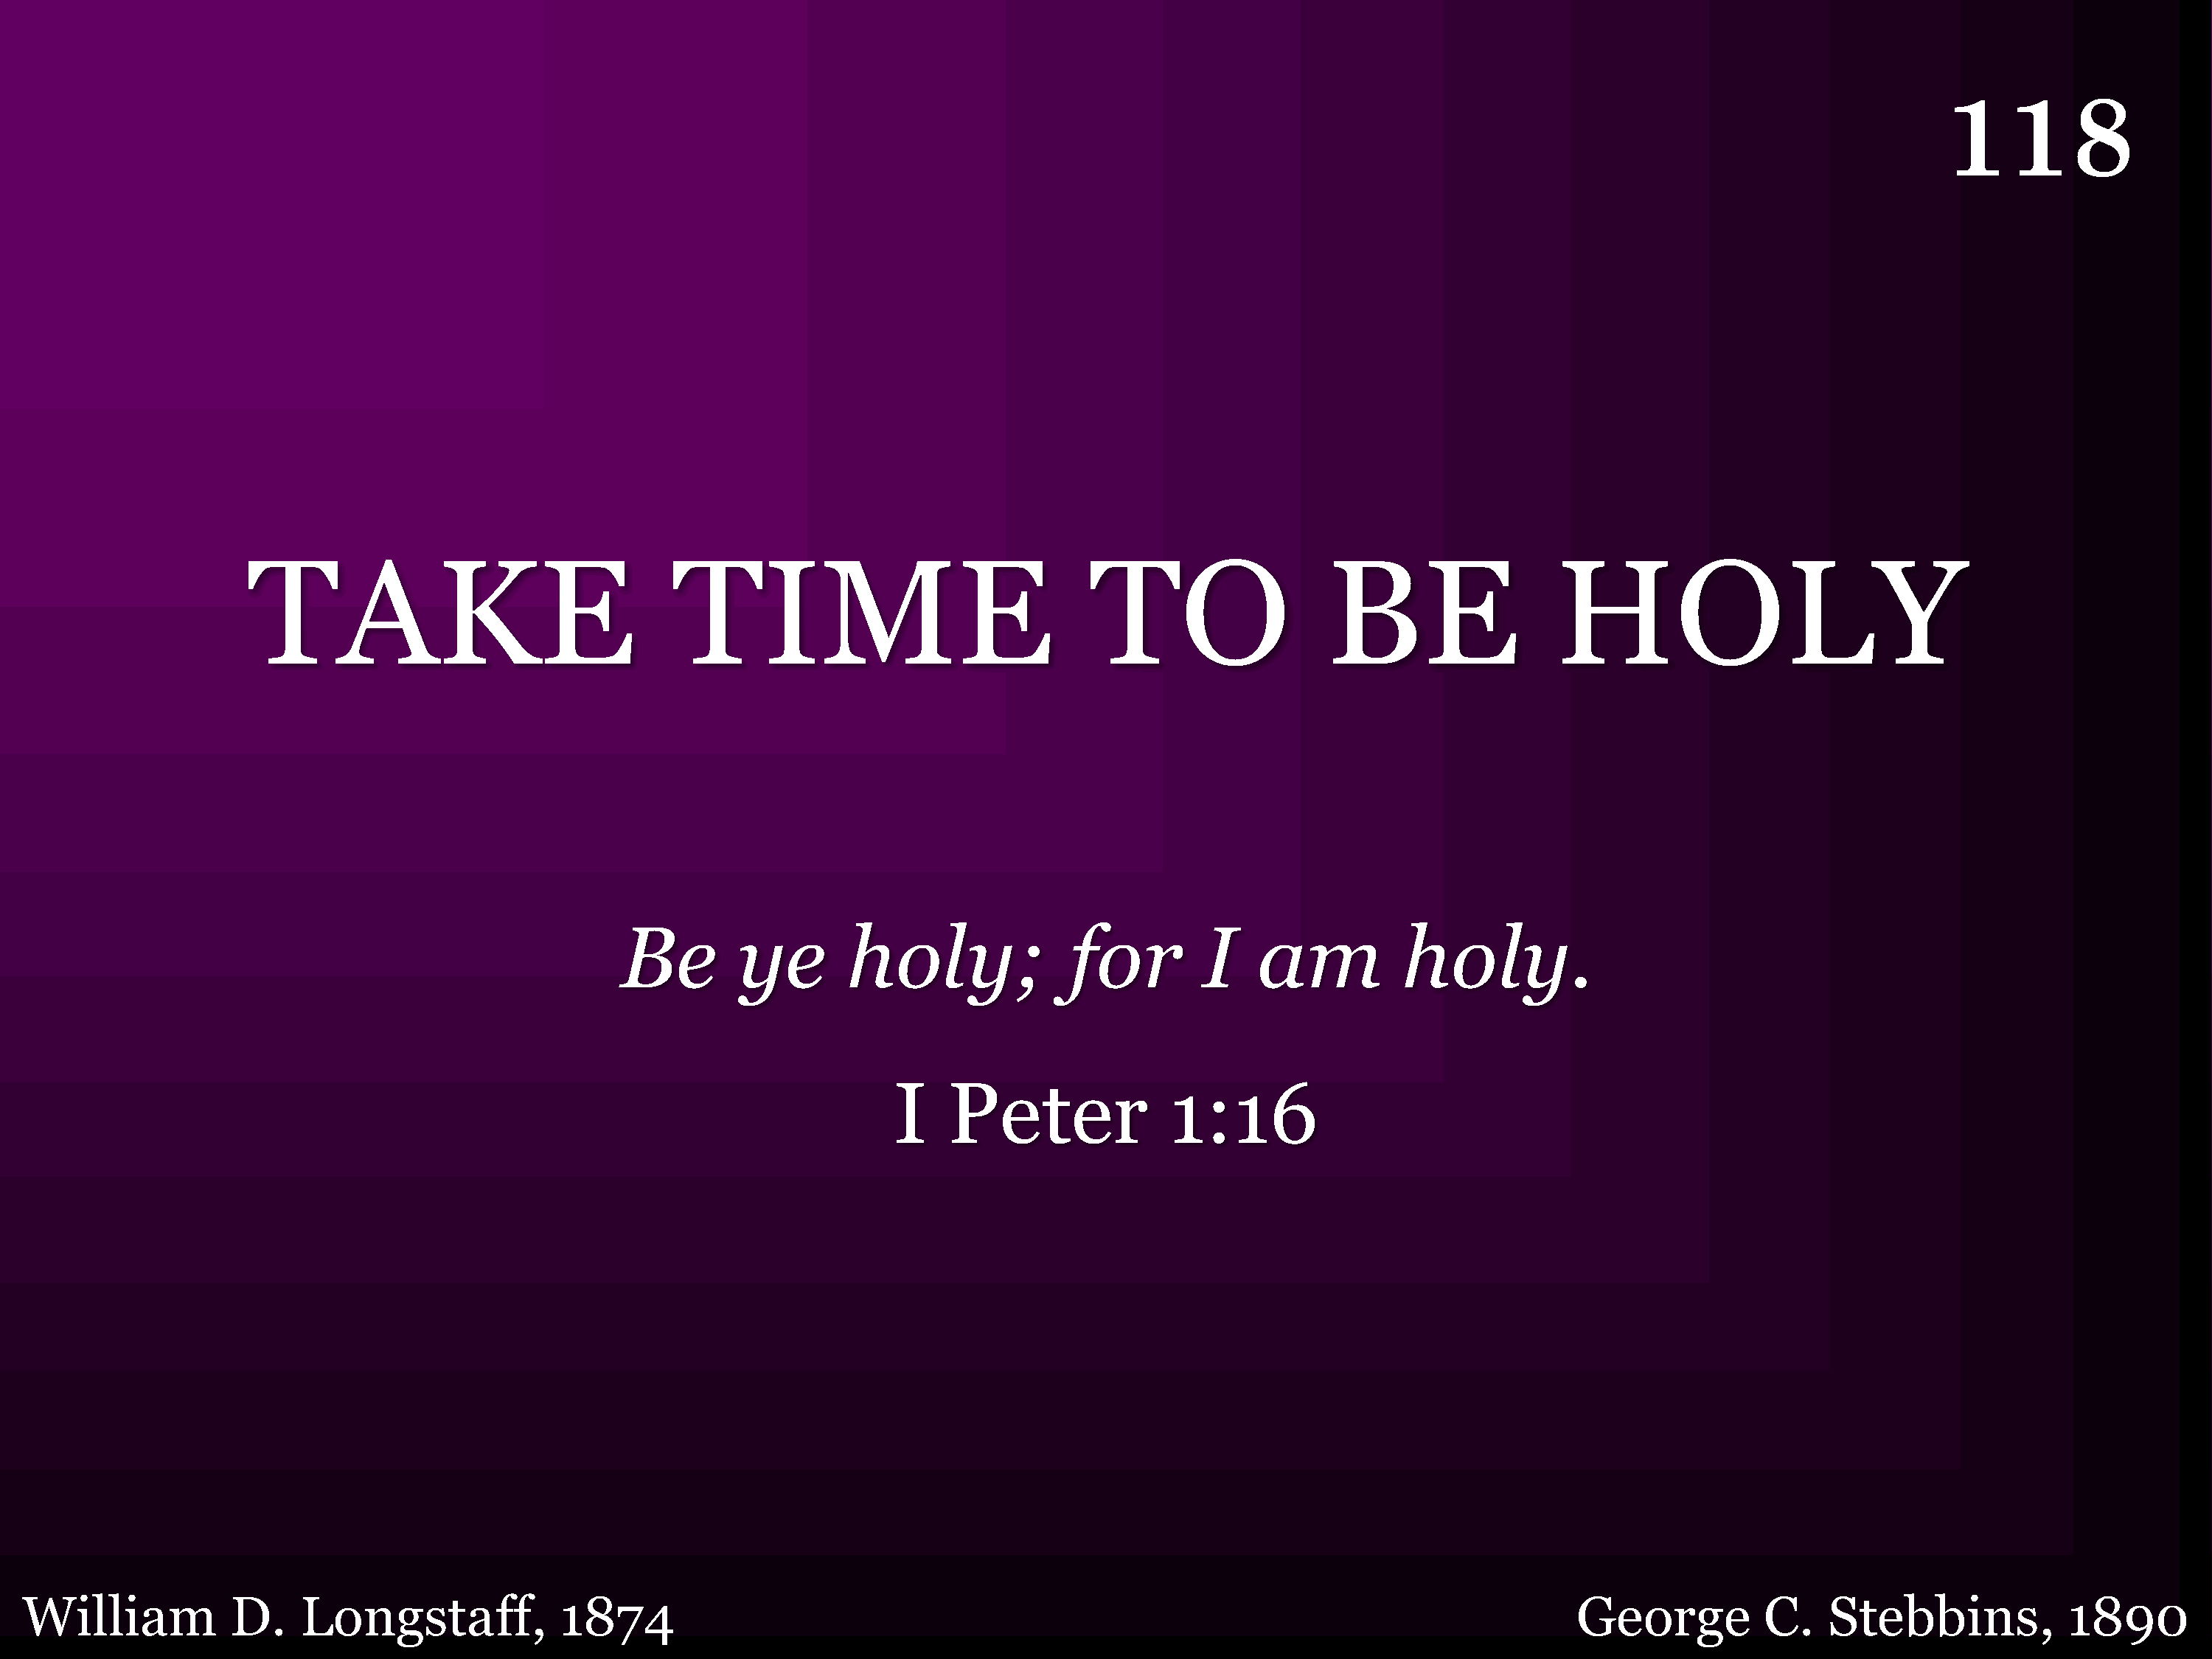 118
TAKE TIME TO BE HOLY
Be ye holy; for I am holy.
I Peter 1:16
William D. Longstaff, 1874
George C. Stebbins, 1890